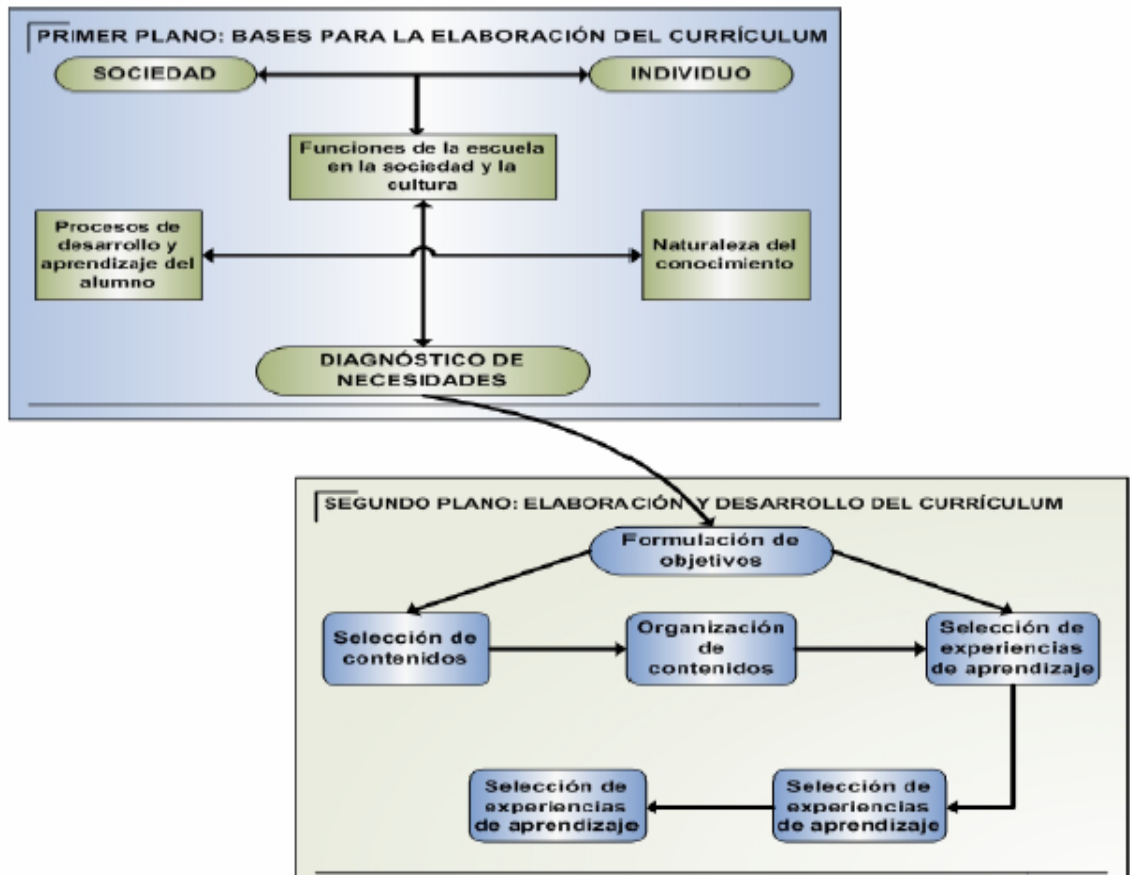 PRIMER PLANO: BASES PARA LA ELABORACIÓN DEL CURRÍCULUM
SOCIEDAD
INDIVIDUO
Funciones de la escuela
en la sociedad y la
cultura
Procesos de
desarrollo y
aprendizaje del
alumno
Naturaleza del
conocimiento
DIAGNÓSTICO DE
NECESIDADES
SEGUNDO PLANO: ELABORACIÓN Y DESARROLLO DEL CURRÍCULUM
Formulación de
objetivos
Selección de
contenidos
Organización
de
contenidos
Selección de
experiencias
de aprendizaje
Selección de
experiencias
de aprendizaje
Selección de
experiencias
de aprendizaje